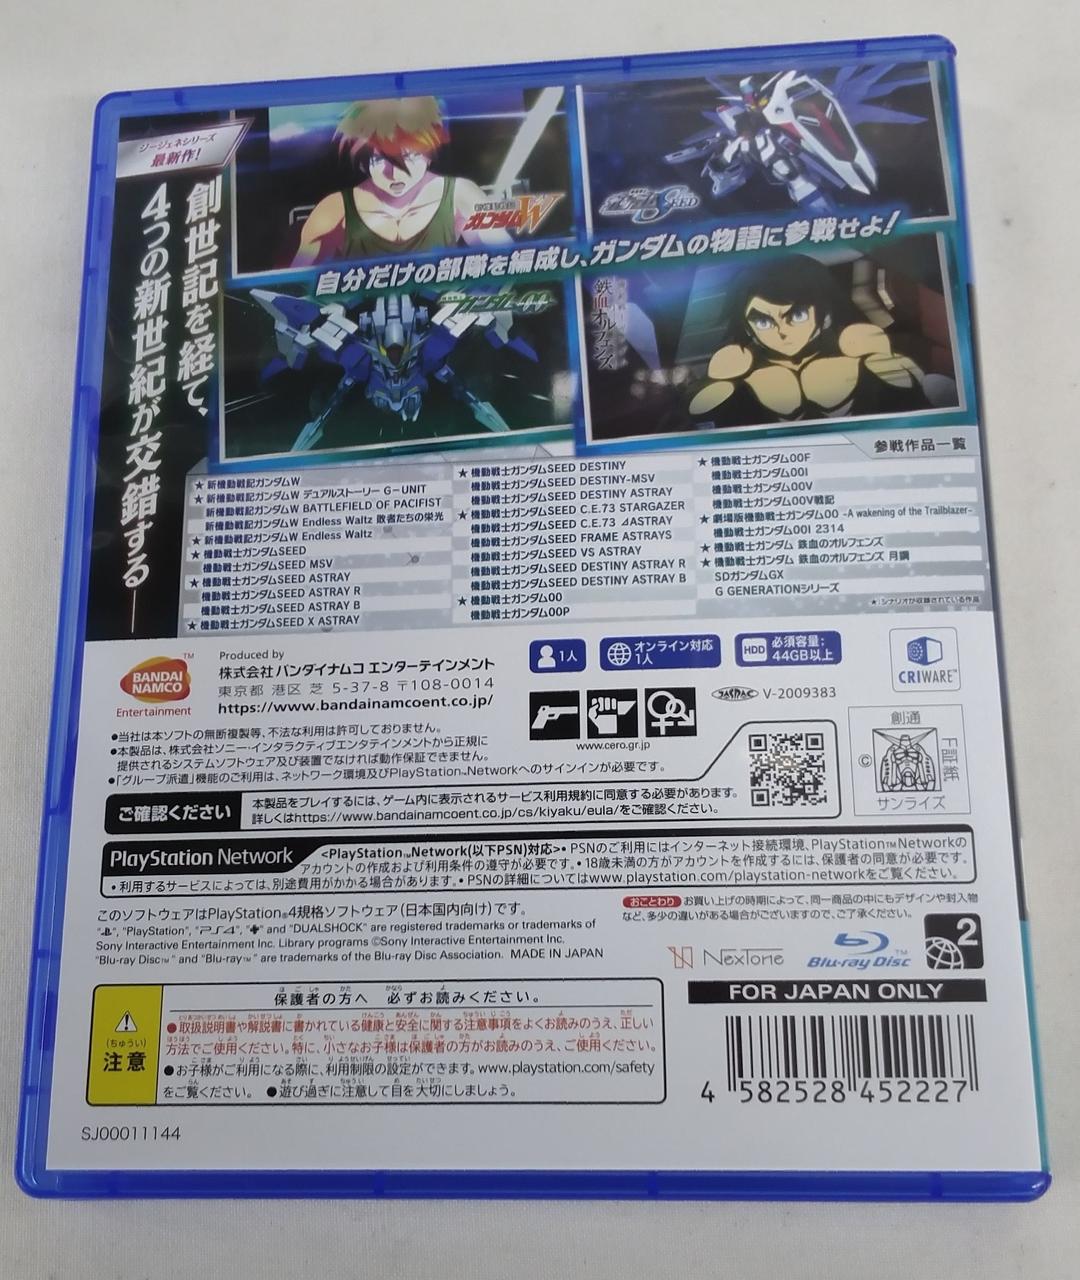 ジージェネシリーズ
最新作!
創世記を経て、
4つの新世紀が交錯する――
ガンダムW
SEED
自分だけの部隊を編成し、ガンダムの物語に参戦せよ!
ガンダム00
鉄血のオルフェンズ
参戦作品一覧
★新機動戦記ガンダムW
★新機動戦記ガンダムW デュアルストーリー G-UNIT
新機動戦記ガンダムW BATTLEFIELD OF PACIFIST
新機動戦記ガンダムW Endless Waltz 敗者たちの栄光
★新機動戦記ガンダムW Endless Waltz
★機動戦士ガンダムSEED
機動戦士ガンダムSEED MSV
★機動戦士ガンダムSEED ASTRAY
機動戦士ガンダムSEED ASTRAY R
機動戦士ガンダムSEED ASTRAY B
★機動戦士ガンダムSEED X ASTRAY
★機動戦士ガンダムSEED DESTINY
機動戦士ガンダムSEED DESTINY-MSV
機動戦士ガンダムSEED DESTINY ASTRAY
★機動戦士ガンダムSEED C.E.73 STARGAZER
機動戦士ガンダムSEED C.E.73 ⊿ASTRAY
機動戦士ガンダムSEED FRAME ASTRAYS
機動戦士ガンダムSEED VS ASTRAY
機動戦士ガンダムSEED DESTINY ASTRAY R
機動戦士ガンダムSEED DESTINY ASTRAY B
★機動戦士ガンダム00
機動戦士ガンダム00P
★機動戦士ガンダム00F
機動戦士ガンダム00I
機動戦士ガンダム00V
機動戦士ガンダム00V戦記
★劇場版機動戦士ガンダム00 -A wakening of the Trailblazer-
機動戦士ガンダム00I 2314
★機動戦士ガンダム 鉄血のオルフェンズ
★機動戦士ガンダム 鉄血のオルフェンズ 月鋼
SDガンダムGX
G GENERATIONシリーズ
★:シナリオが収録されている作品
BANDAI
NAMCO
Entertainment
TM
Produced by
株式会社バンダイナムコ エンターテインメント
東京都 港区 芝 5-37-8 〒108-0014
https://www.bandainamcoent.co.jp/
1人
オンライン対応
1人
HDD
必須容量:
44GB以上
CRIWARE
www.cero.gr.jp
JASRAC V-2009383
©
創通
サンライズ
●当社は本ソフトの無断複製等、不法な利用は許可しておりません。
●本製品は、株式会社ソニー・インタラクティブエンタテインメントから正規に
提供されるシステムソフトウェア及び装置でなければ動作保証できません。
●「グループ派遣」機能のご利用は、ネットワーク環境及びPlayStation™Networkへのサインインが必要です。
ご確認ください
本製品をプレイするには、ゲーム内に表示されるサービス利用規約に同意する必要があります。
詳しくはhttps://www.bandainamcoent.co.jp/cs/kiyaku/eula/をご確認ください。
PlayStation Network
<PlayStation™Network(以下PSN)対応>・PSNのご利用にはインターネット接続環境、PlayStation™Networkの
アカウントの作成および利用条件の遵守が必要です。・18歳未満の方がアカウントを作成するには、保護者の同意が必要です。
・利用するサービスによっては、別途費用がかかる場合があります。・PSNの詳細についてはwww.playstation.com/playstation-networkをご覧ください。
このソフトウェアはPlayStation®4規格ソフトウェア(日本国内向け)です。
"PlayStation", "PS4", and "DUALSHOCK" are registered trademarks or trademarks of
Sony Interactive Entertainment Inc. Library programs ©Sony Interactive Entertainment Inc.
"Blu-ray Disc™" and "Blu-ray™" are trademarks of the Blu-ray Disc Association. MADE IN JAPAN
おことわり お買い上げの時期によって、同一商品の中にもデザインや封入物
など、多少の違いがある場合がございますので、ご了承ください。
NexTone
Blu-ray Disc™
2
FOR JAPAN ONLY
注意
(ちゅうい)
保護者の方へ 必ずお読みください。
●取扱説明書や解説書に書かれている健康と安全に関する注意事項をよくお読みのうえ、正しい
方法でご使用ください。特に、小さなお子様は保護者の方がお読みのうえ、ご使用ください。
●お子様がご利用になる際に、利用制限の設定ができます。www.playstation.com/safety
をご覧ください。 ●遊び過ぎに注意して目を大切にしましょう。
4 582528 452227
SJ00011144